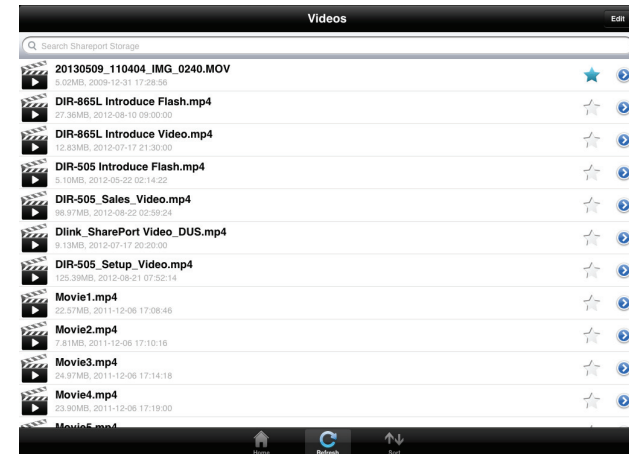 Videos
Edit
Search Shareport Storage
20130509_110404_IMG_0240.MOV
5.02MB, 2009-12-31 17:28:56
DIR-865L Introduce Flash.mp4
27.36MB, 2012-08-10 09:00:00
DIR-865L Introduce Video.mp4
12.83MB, 2012-07-17 21:30:00
DIR-505 Introduce Flash.mp4
5.10MB, 2012-05-22 02:14:22
DIR-505_Sales_Video.mp4
98.97MB, 2012-08-22 02:59:24
Dlink_SharePort Video_DUS.mp4
9.13MB, 2012-07-17 20:20:00
DIR-505_Setup_Video.mp4
125.39MB, 2012-08-21 07:52:14
Movie1.mp4
22.57MB, 2011-12-06 17:08:46
Movie2.mp4
7.81MB, 2011-12-06 17:10:16
Movie3.mp4
24.97MB, 2011-12-06 17:14:18
Movie4.mp4
23.90MB, 2011-12-06 17:19:00
Movie5.mp4
Home Refresh Sort